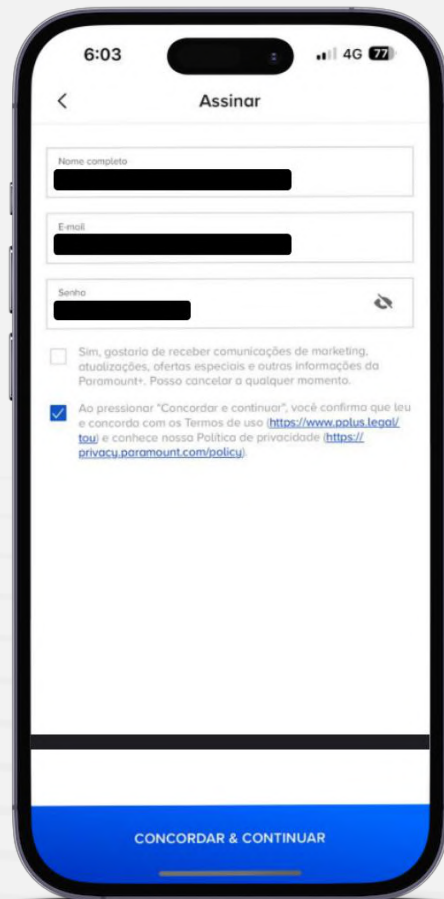 6:03
4G 77
Assinar
Nome completo
E-mail
Senha
Sim, gostaria de receber comunicações de marketing,
atualizações, ofertas especiais e outras informações da
Paramount+. Posso cancelar a qualquer momento.
Ao pressionar "Concordar e continuar", você confirma que leu
e concorda com os Termos de uso (https://www.pplus.legal/
tou) e conhece nossa Política de privacidade (https://
privacy.paramount.com/policy).
CONCORDAR & CONTINUAR